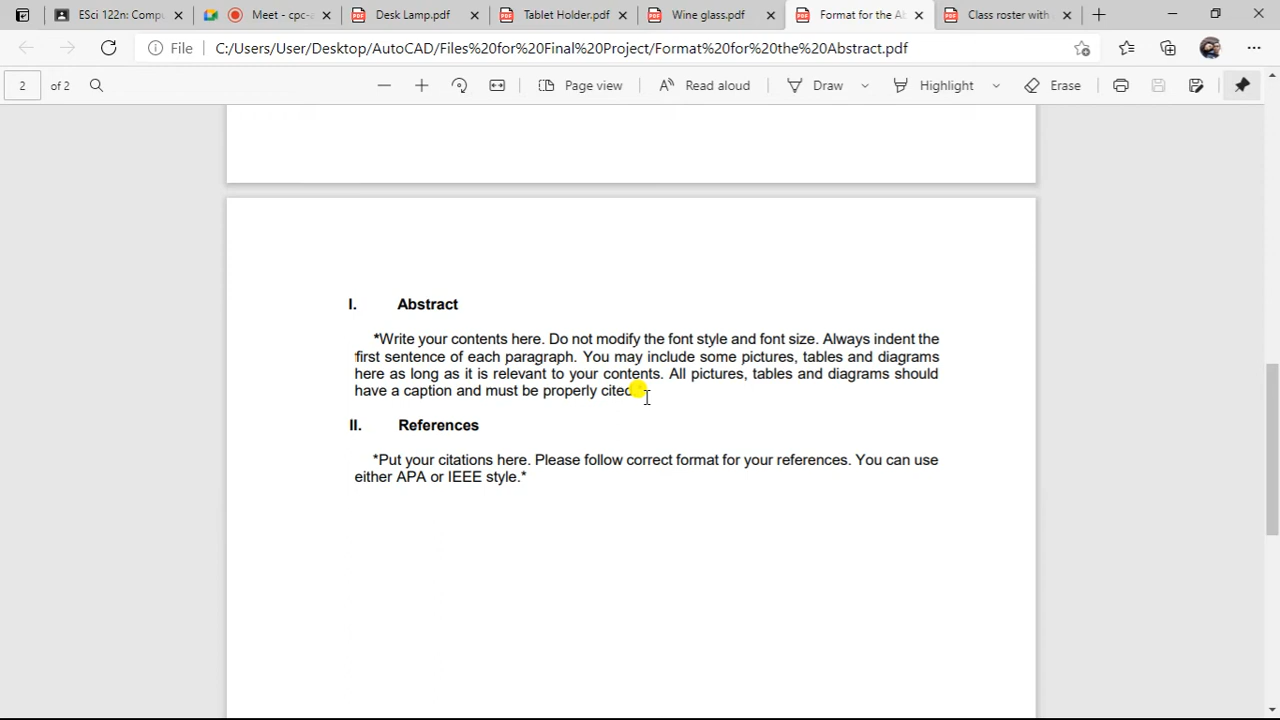 ESci 122n: Comp
Meet - cpc-
Desk Lamp.pdf
Tablet Holder.pdf
Wine glass.pdf
Format for the Ab
Class roster with
File
C:/Users/User/Desktop/AutoCAD/Files%20for%20Final%20Project/Format%20for%20the%20Abstract.pdf
2 of 2
Page view
Read aloud
Draw
Highlight
Erase
I. Abstract
*Write your contents here. Do not modify the font style and font size. Always indent the
first sentence of each paragraph. You may include some pictures, tables and diagrams
here as long as it is relevant to your contents. All pictures, tables and diagrams should
have a caption and must be properly cited
II. References
*Put your citations here. Please follow correct format for your references. You can use
either APA or IEEE style.*